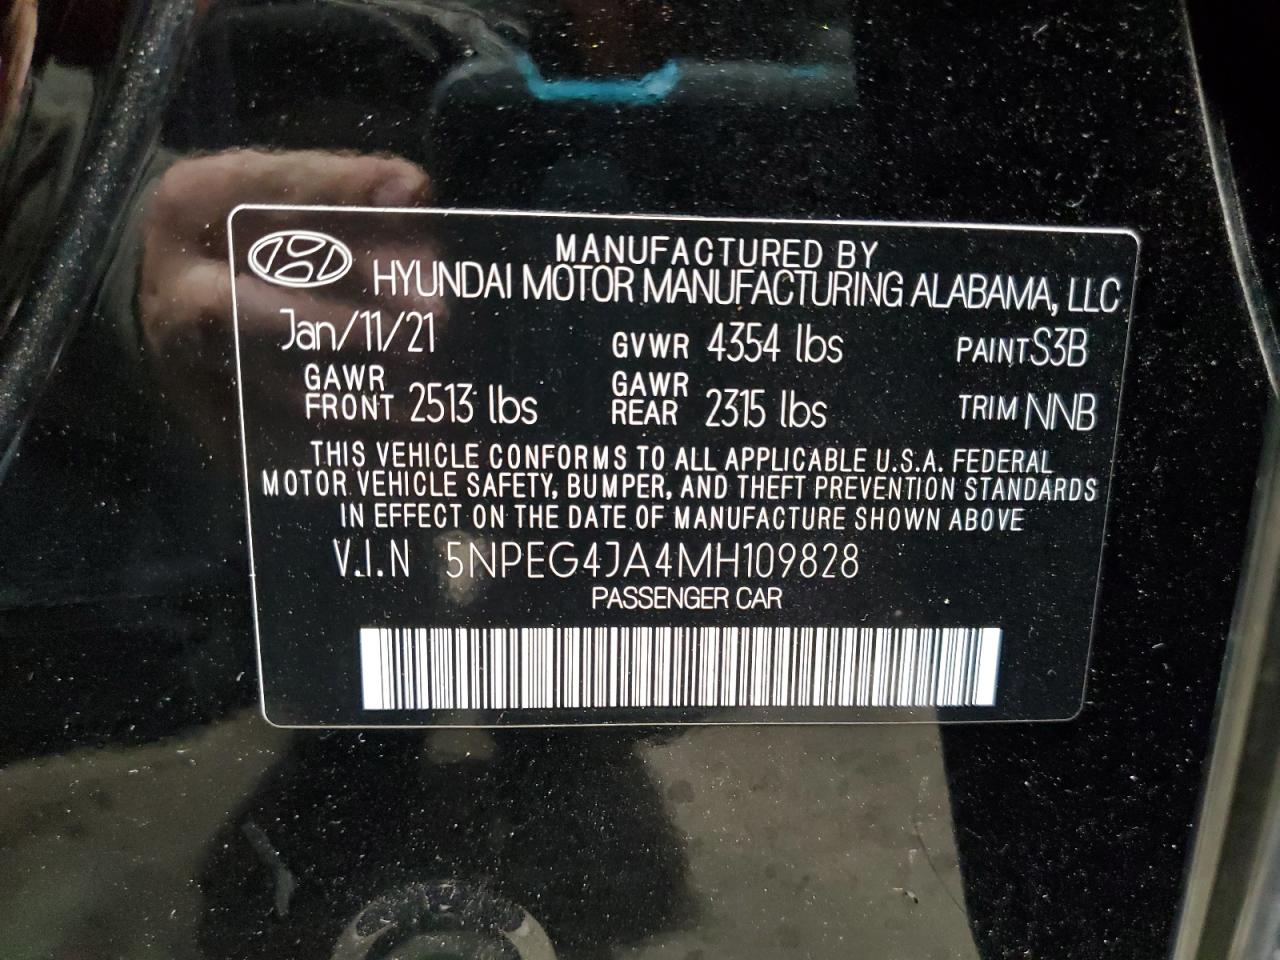 MANUFACTURED BY
HYUNDAI MOTOR MANUFACTURING ALABAMA, LLC
Jan/11/21 GVWR 4354 lbs PAINT S3B
GAWR FRONT 2513 lbs GAWR REAR 2315 lbs TRIM NNB
THIS VEHICLE CONFORMS TO ALL APPLICABLE U.S.A. FEDERAL
MOTOR VEHICLE SAFETY, BUMPER, AND THEFT PREVENTION STANDARDS
IN EFFECT ON THE DATE OF MANUFACTURE SHOWN ABOVE
V.I.N 5NPEG4JA4MH109828
PASSENGER CAR